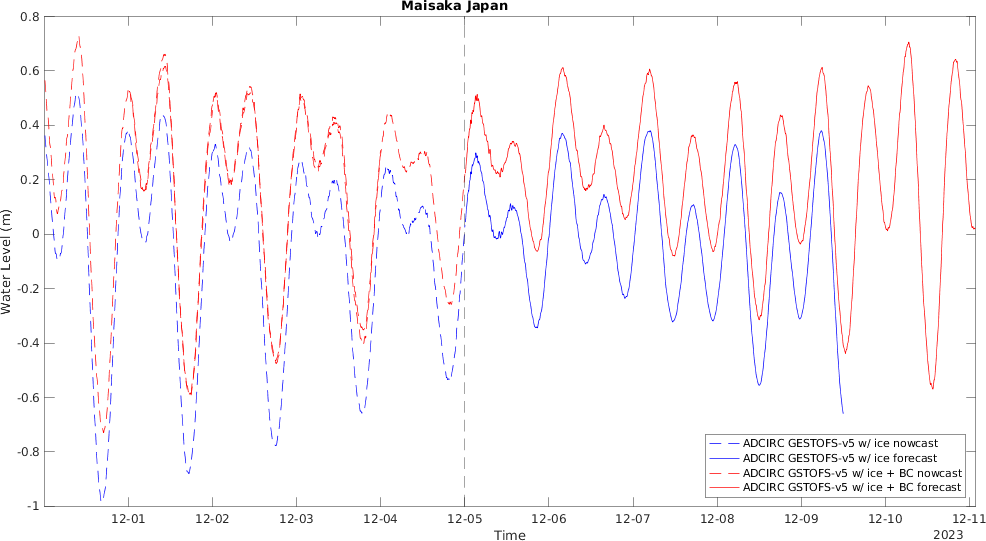 Maisaka Japan
0.8
0.6
0.4
0.2
0
-0.2
-0.4
-0.6
-0.8
-1
Water Level (m)
12-01 12-02 12-03 12-04 12-05 12-06 12-07 12-08 12-09 12-10 12-11
Time
2023
ADCIRC GESTOFS-v5 w/ ice nowcast
ADCIRC GESTOFS-v5 w/ ice forecast
ADCIRC GSTOFS-v5 w/ ice + BC nowcast
ADCIRC GSTOFS-v5 w/ ice + BC forecast